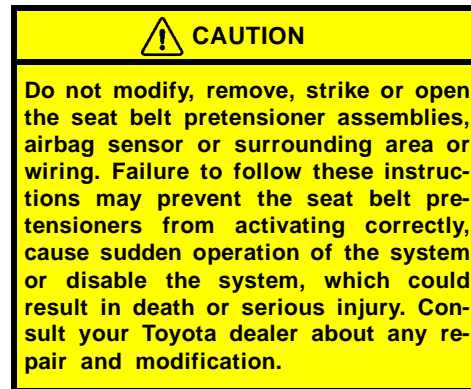 CAUTION
Do not modify, remove, strike or open
the seat belt pretensioner assemblies,
airbag sensor or surrounding area or
wiring. Failure to follow these instruc-
tions may prevent the seat belt pre-
tensioners from activating correctly,
cause sudden operation of the system
or disable the system, which could
result in death or serious injury. Con-
sult your Toyota dealer about any re-
pair and modification.